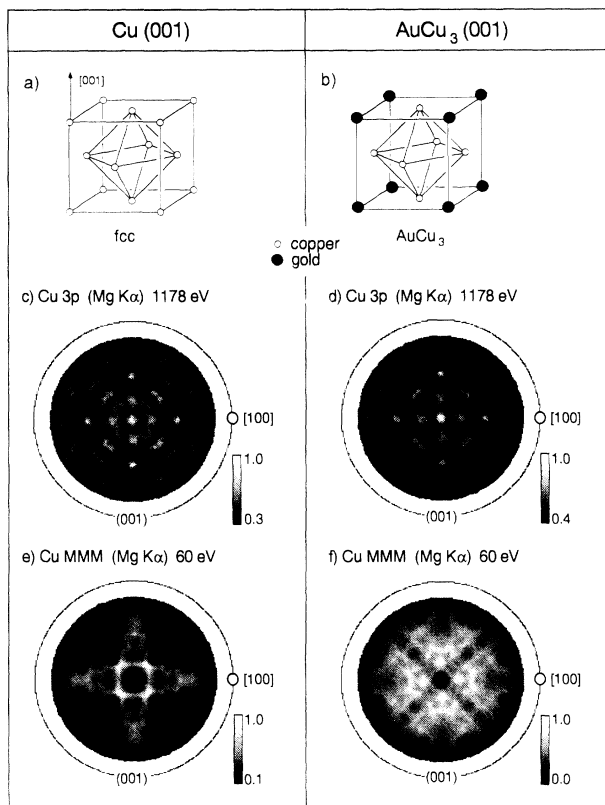 Cu (001)
AuCu₃ (001)
a)
[001]
fcc
b)
AuCu₃
copper
gold
c) Cu 3p (Mg Kα) 1178 eV
[100]
1.0
0.3
(001)
d) Cu 3p (Mg Kα) 1178 eV
[100]
1.0
0.4
(001)
e) Cu MMM (Mg Kα) 60 eV
[100]
1.0
0.1
(001)
f) Cu MMM (Mg Kα) 60 eV
[100]
1.0
0.0
(001)